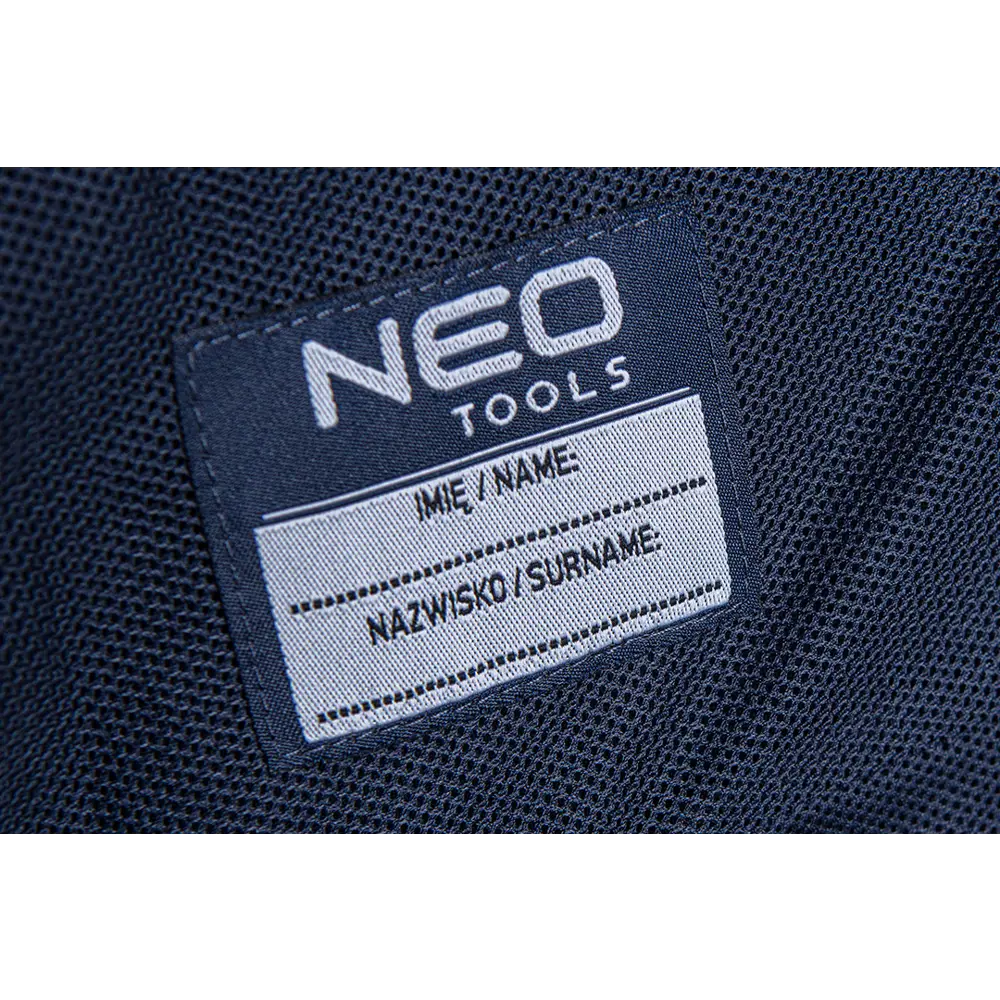 NEO
TOOLS
IMIĘ / NAME:
NAZWISKO / SURNAME: